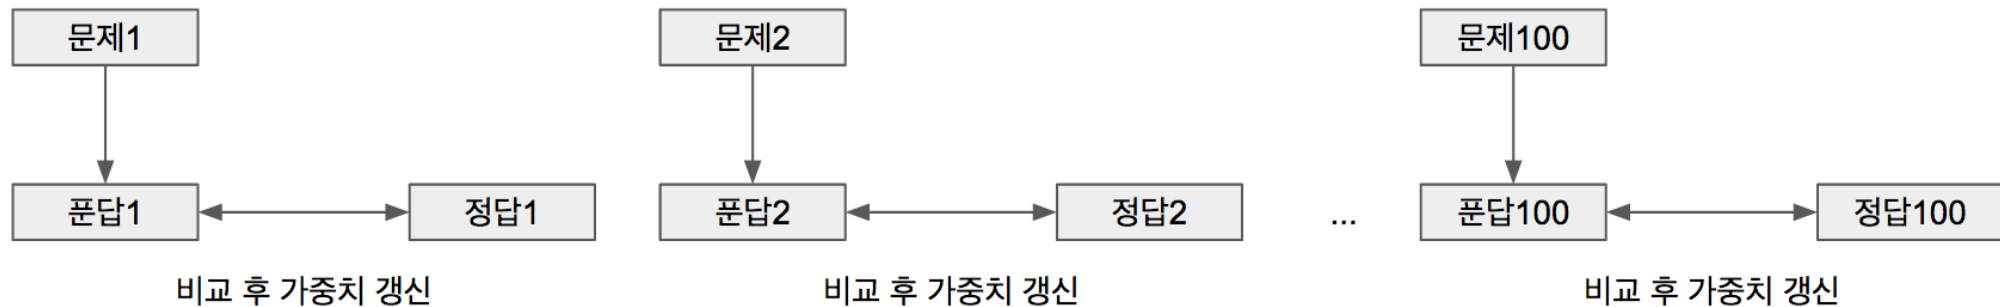 문제1
문제2
문제100
푼답1
정답1
푼답2
정답2
...
푼답100
정답100
비교 후 가중치 갱신
비교 후 가중치 갱신
비교 후 가중치 갱신